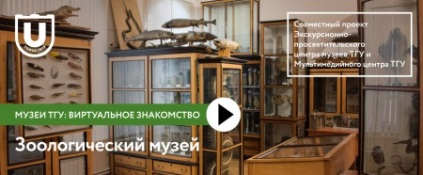 Совместный проект
Экскурсионно-
просветительского
центра музеев ТГУ и
Мультимедийного центра ТГУ
МУЗЕИ ТГУ: ВИРТУАЛЬНОЕ ЗНАКОМСТВО
Зоологический музей